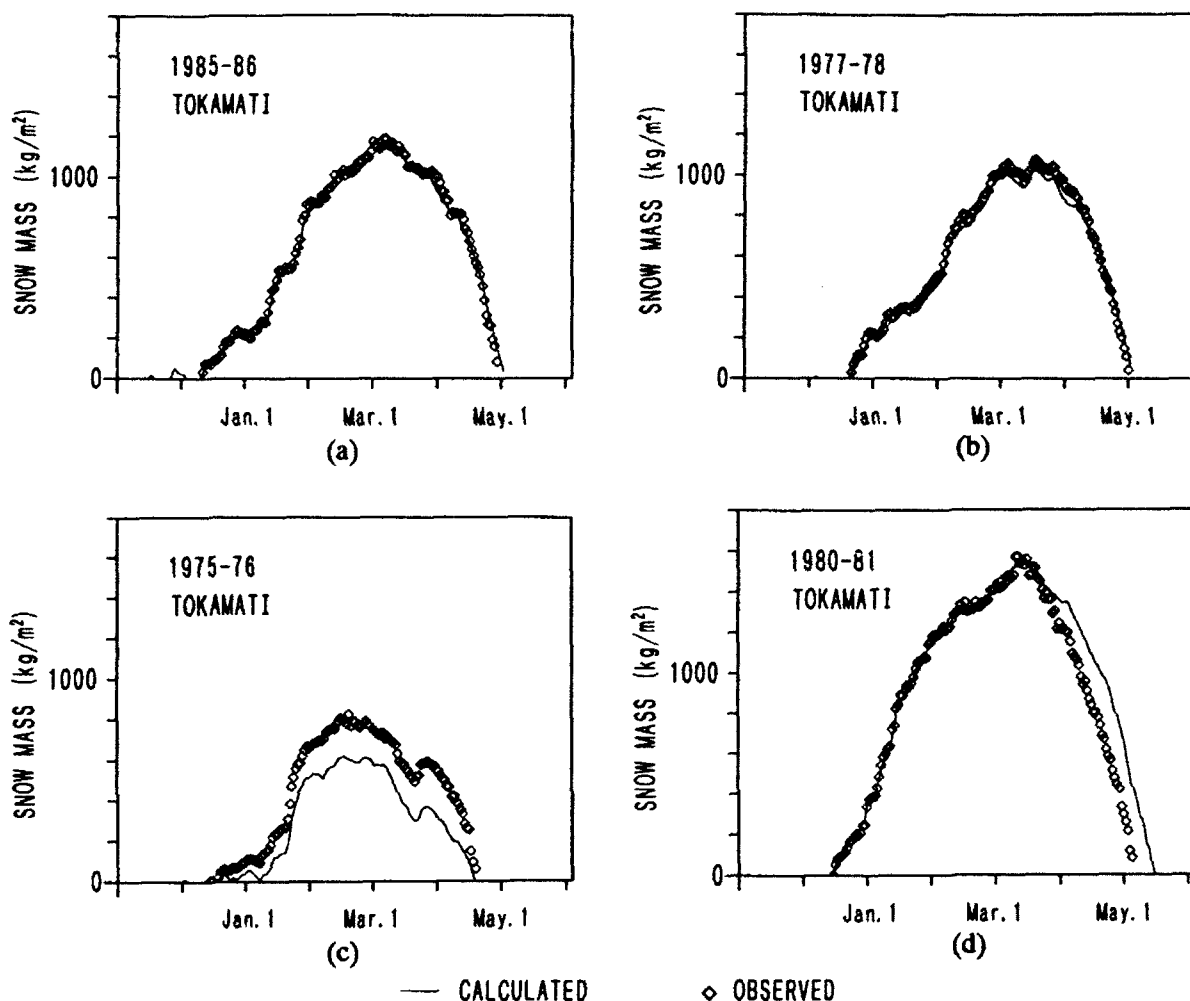 1985-86
TOKAMATI
SNOW MASS (kg/m²)
1000
0
Jan. 1 Mar. 1 May. 1
(a)
1977-78
TOKAMATI
SNOW MASS (kg/m²)
1000
0
Jan. 1 Mar. 1 May. 1
(b)
1975-76
TOKAMATI
SNOW MASS (kg/m²)
1000
0
Jan. 1 Mar. 1 May. 1
(c)
1980-81
TOKAMATI
SNOW MASS (kg/m²)
1000
0
Jan. 1 Mar. 1 May. 1
(d)
CALCULATED OBSERVED